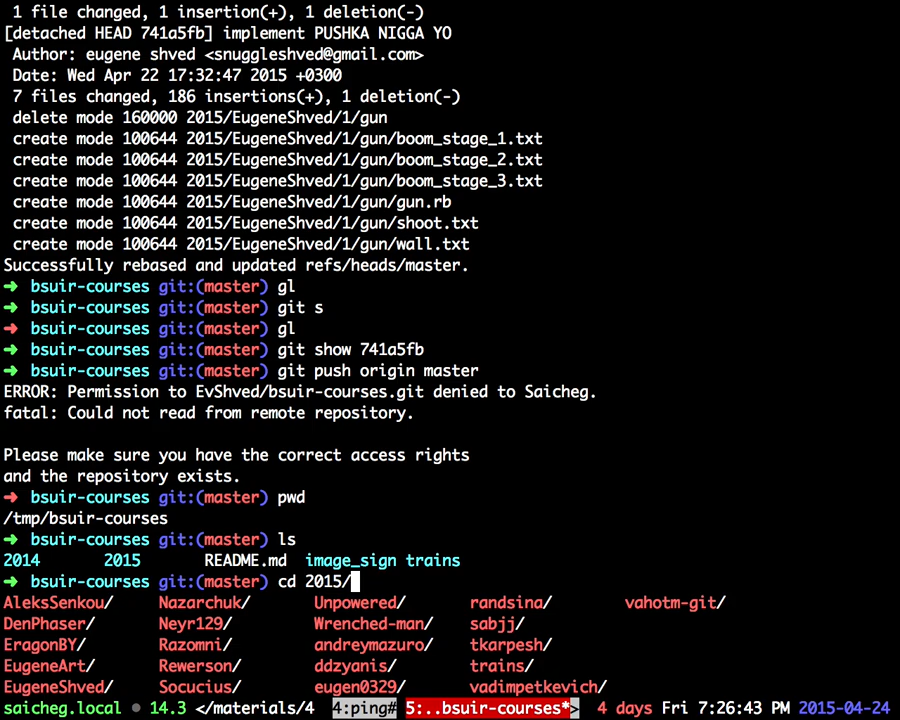 1 file changed, 1 insertion(+), 1 deletion(-)
[detached HEAD 741a5fb] implement PUSHKA NIGGA YO
Author: eugene shved <snuggleshved@gmail.com>
Date: Wed Apr 22 17:32:47 2015 +0300
7 files changed, 186 insertions(+), 1 deletion(-)
delete mode 160000 2015/EugeneShved/1/gun
create mode 100644 2015/EugeneShved/1/gun/boom_stage_1.txt
create mode 100644 2015/EugeneShved/1/gun/boom_stage_2.txt
create mode 100644 2015/EugeneShved/1/gun/boom_stage_3.txt
create mode 100644 2015/EugeneShved/1/gun/gun.rb
create mode 100644 2015/EugeneShved/1/gun/shoot.txt
create mode 100644 2015/EugeneShved/1/gun/wall.txt
Successfully rebased and updated refs/heads/master.
➜ bsuir-courses git:(master) gl
➜ bsuir-courses git:(master) git s
➜ bsuir-courses git:(master) gl
➜ bsuir-courses git:(master) git show 741a5fb
➜ bsuir-courses git:(master) git push origin master
ERROR: Permission to EvShved/bsuir-courses.git denied to Saicheg.
fatal: Could not read from remote repository.

Please make sure you have the correct access rights
and the repository exists.
➜ bsuir-courses git:(master) pwd
/tmp/bsuir-courses
➜ bsuir-courses git:(master) ls
2014 2015 README.md image_sign trains
➜ bsuir-courses git:(master) cd 2015/
AleksSenkou/ Nazarchuk/ Unpowered/ randsina/ vahotm-git/
DenPhaser/ Neyr129/ Wrenched-man/ sabjj/
EragonBY/ Razomni/ andreymazuro/ tkarpesh/
EugeneArt/ Rewerson/ ddzyanis/ trains/
EugeneShved/ Socucius/ eugen0329/ vadimpetkevich/
saicheg.local ● 14.3 </materials/4 4:ping# 5:..bsuir-courses*> 4 days Fri 7:26:43 PM 2015-04-24